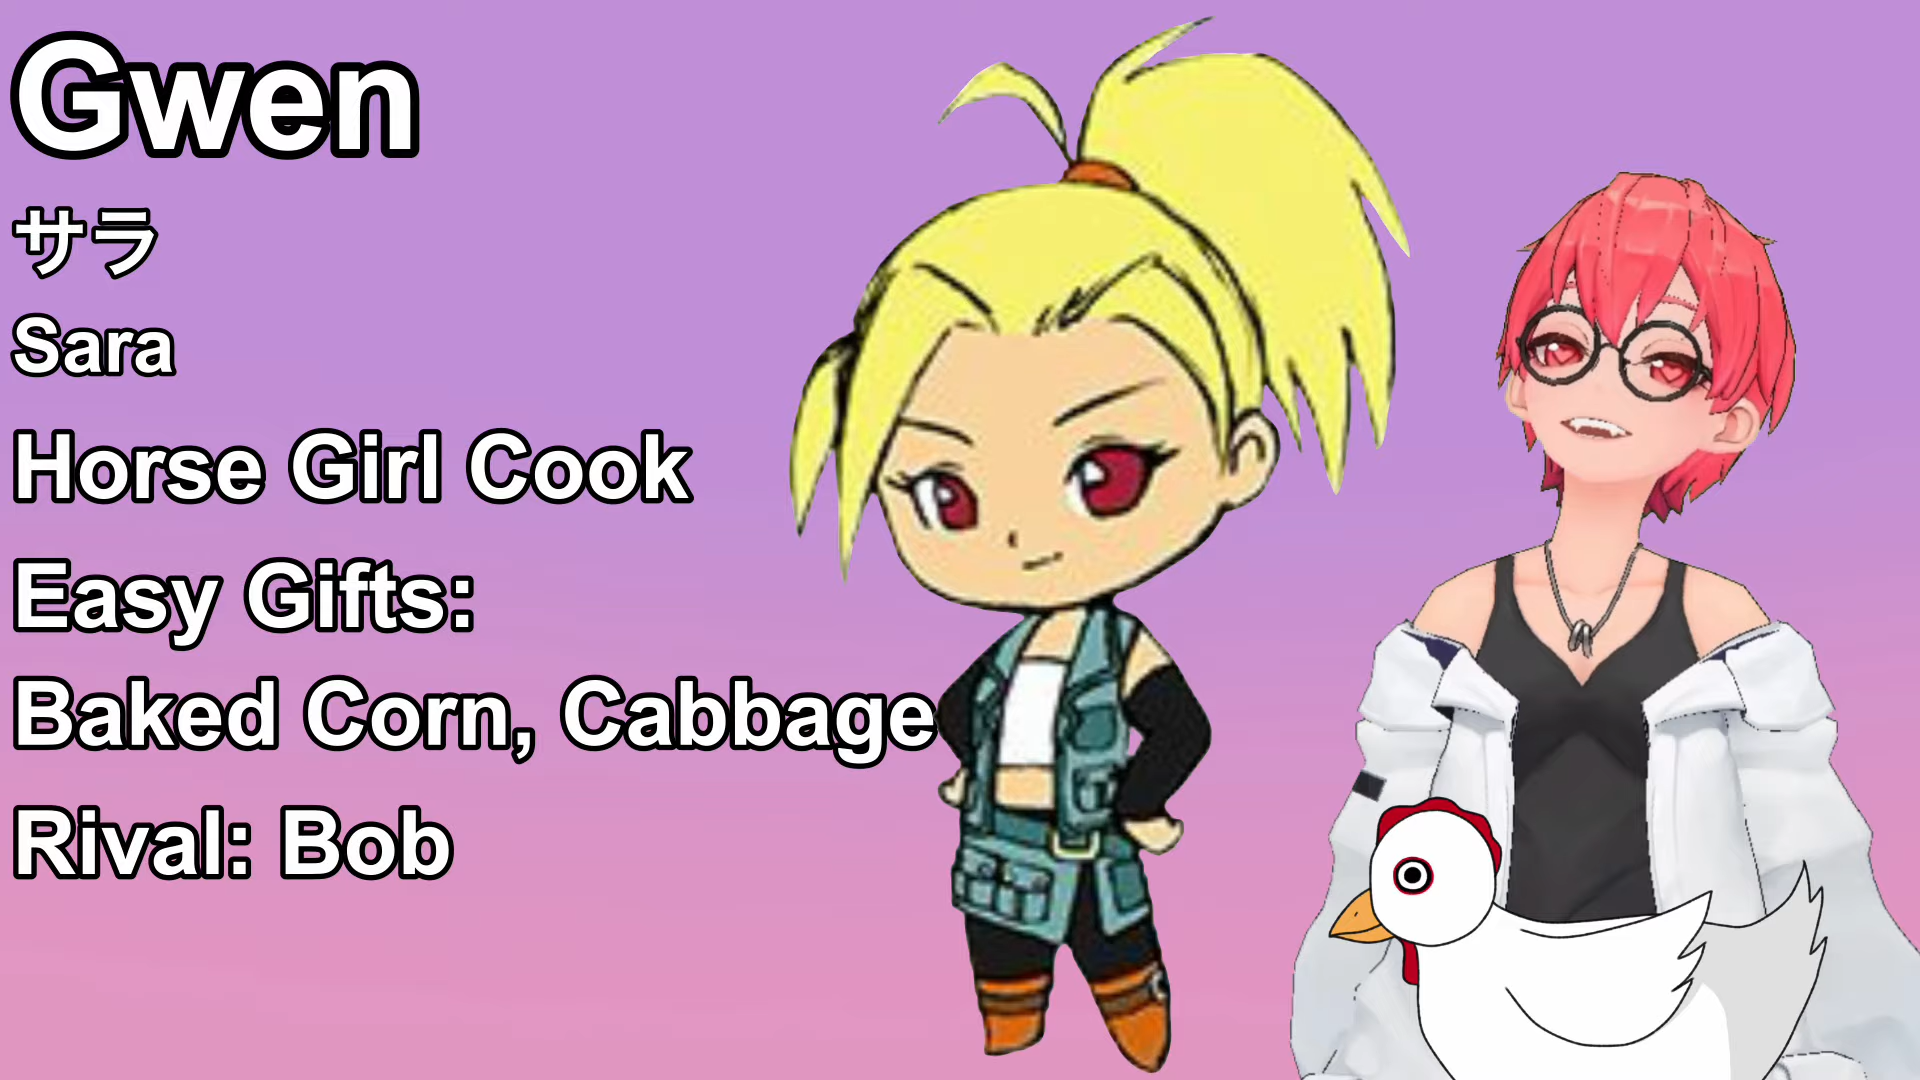 Gwen
サラ
Sara
Horse Girl Cook
Easy Gifts:
Baked Corn, Cabbage
Rival: Bob